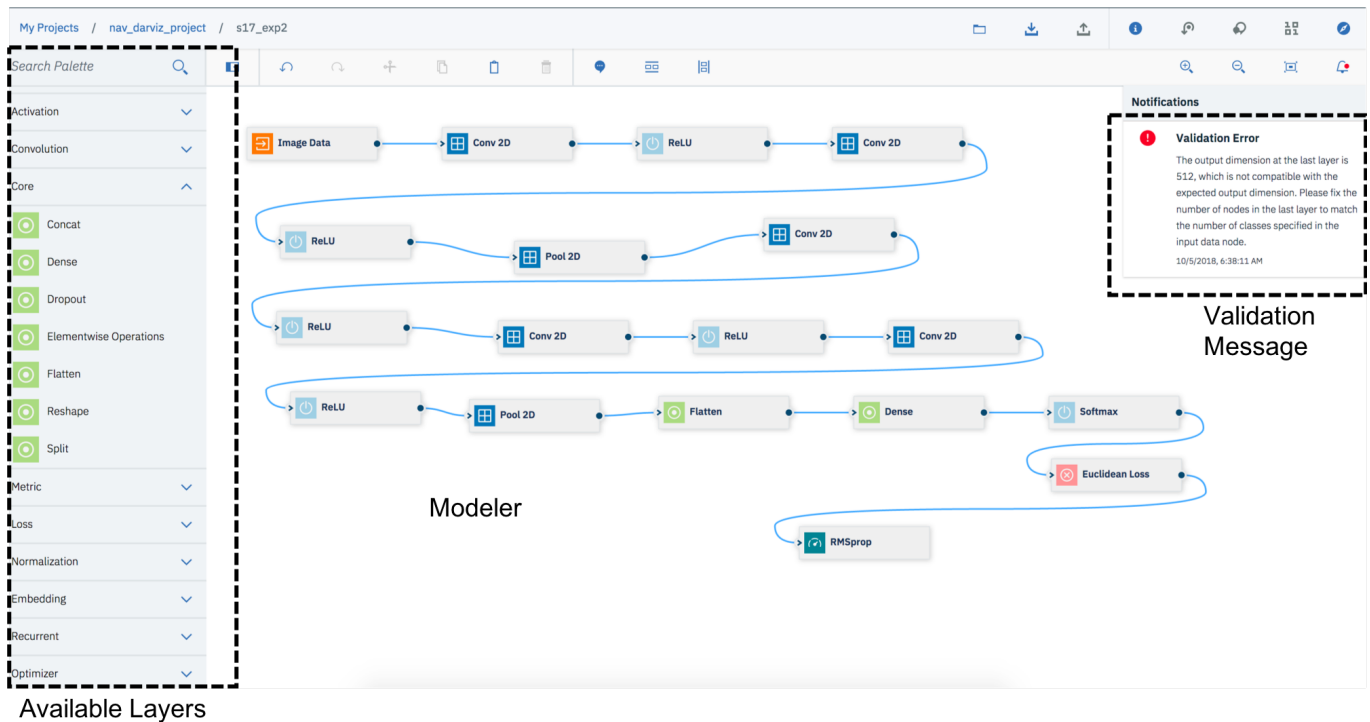 My Projects / nav_darviz_project / s17_exp2
Search Palette
Activation
Convolution
Core
Concat
Dense
Dropout
Elementwise Operations
Flatten
Reshape
Split
Metric
Loss
Normalization
Embedding
Recurrent
Optimizer
Available Layers
Image Data
Conv 2D
ReLU
Conv 2D
ReLU
Pool 2D
Conv 2D
ReLU
Conv 2D
ReLU
Conv 2D
ReLU
Pool 2D
Flatten
Dense
Softmax
Euclidean Loss
RMSprop
Modeler
Notifications
Validation Error
The output dimension at the last layer is
512, which is not compatible with the
expected output dimension. Please fix the
number of nodes in the last layer to match
the number of classes specified in the
input data node.
10/5/2018, 6:38:11 AM
Validation
Message